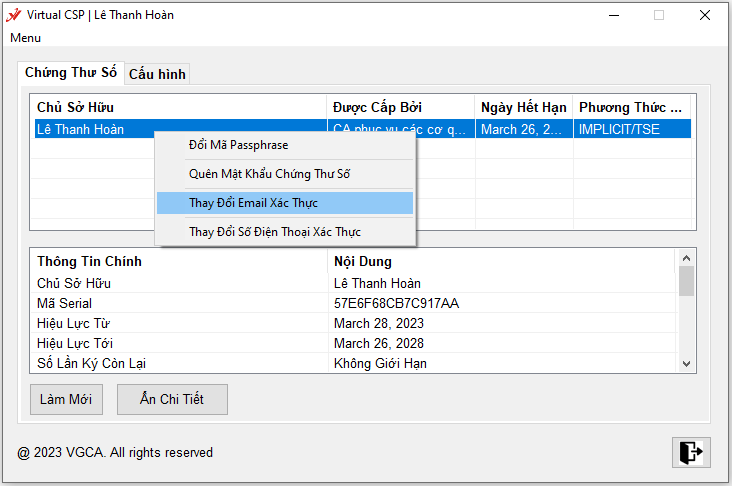 Virtual CSP | Lê Thanh Hoàn
Menu
Chứng Thư Số Cấu hình
Chủ Sở Hữu Được Cấp Bởi Ngày Hết Hạn Phương Thức ...
Lê Thanh Hoàn CA phục vụ các cơ q... March 26, 2... IMPLICIT/TSE
Đổi Mã Passphrase
Quên Mật Khẩu Chứng Thư Số
Thay Đổi Email Xác Thực
Thay Đổi Số Điện Thoại Xác Thực
Thông Tin Chính Nội Dung
Chủ Sở Hữu Lê Thanh Hoàn
Mã Serial 57E6F68CB7C917AA
Hiệu Lực Từ March 28, 2023
Hiệu Lực Tới March 26, 2028
Số Lần Ký Còn Lại Không Giới Hạn
Làm Mới Ẩn Chi Tiết
@ 2023 VGCA. All rights reserved